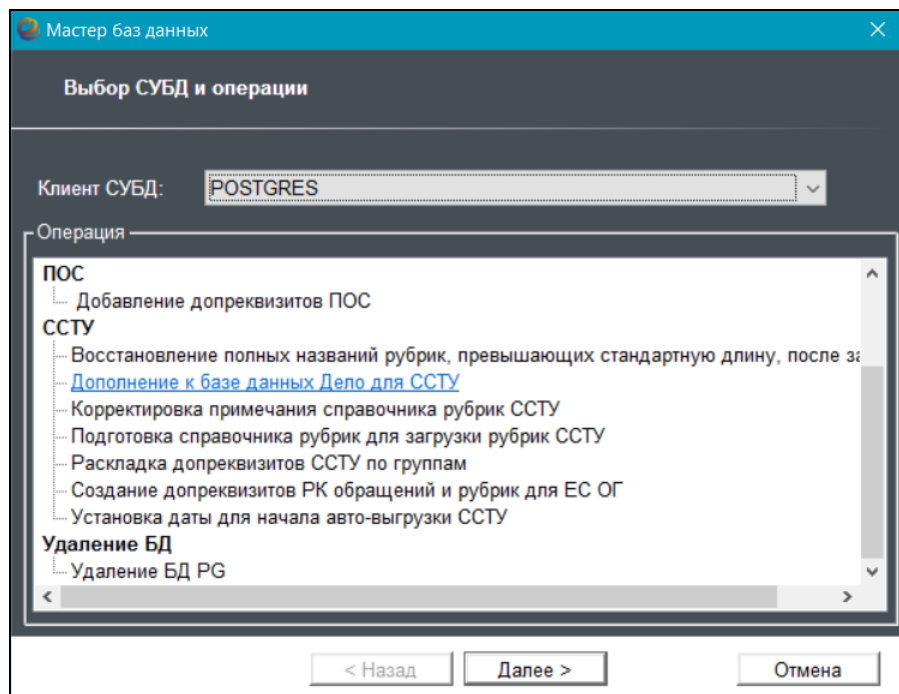 Мастер баз данных
Выбор СУБД и операции
Клиент СУБД: POSTGRES
Операция
ПОС
Добавление допреквизитов ПОС
ССТУ
Восстановление полных названий рубрик, превышающих стандартную длину, после за
Дополнение к базе данных Дело для ССТУ
Корректировка примечания справочника рубрик ССТУ
Подготовка справочника рубрик для загрузки рубрик ССТУ
Раскладка допреквизитов ССТУ по группам
Создание допреквизитов РК обращений и рубрик для ЕС ОГ
Установка даты для начала авто-выгрузки ССТУ
Удаление БД
Удаление БД PG
< Назад Далее > Отмена